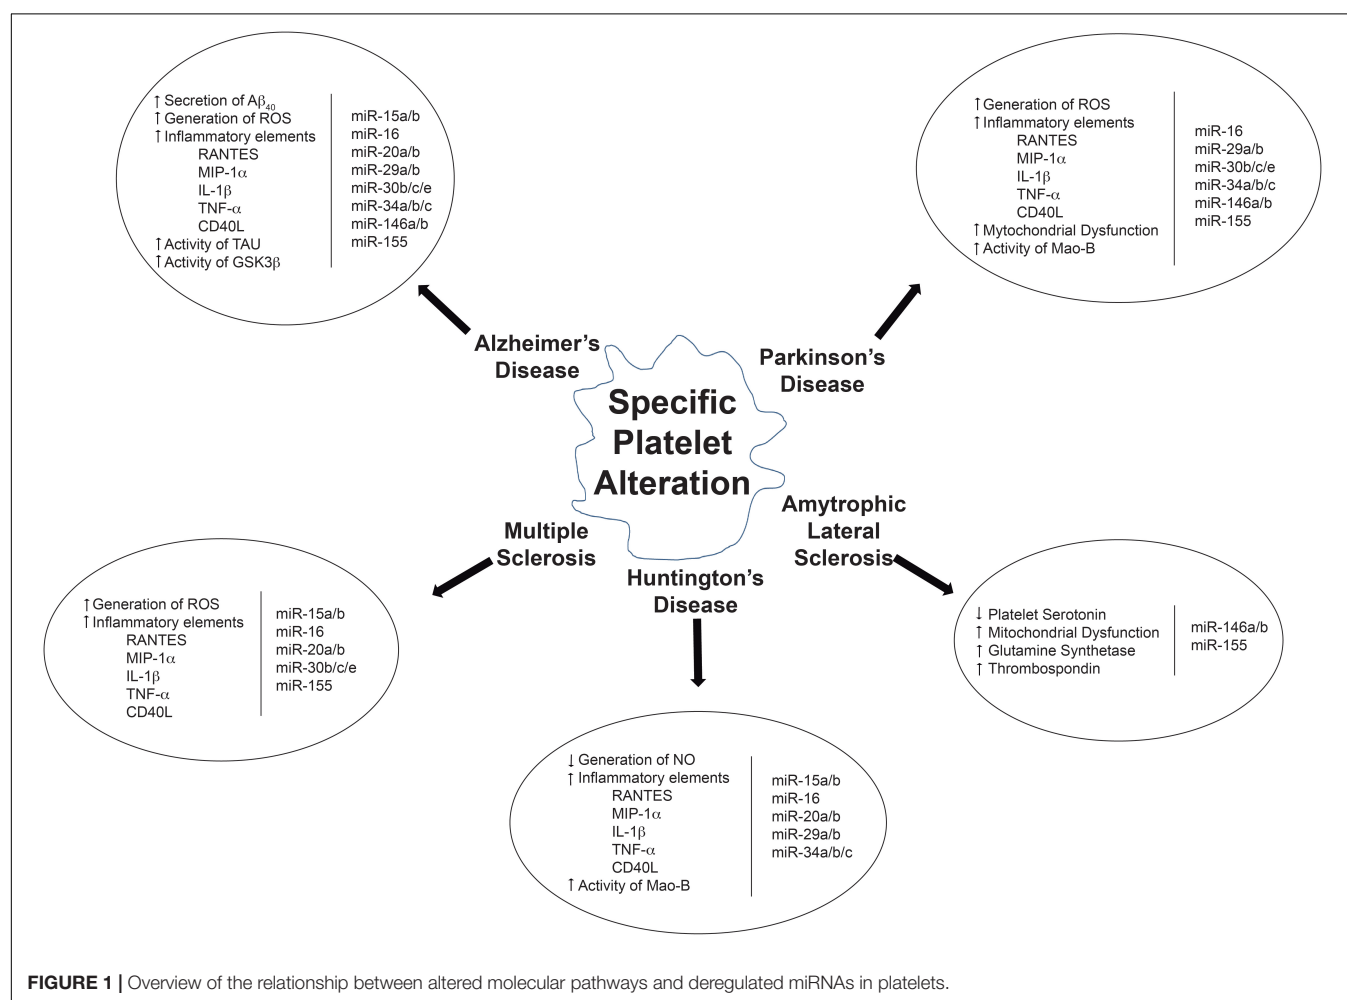 ↑ Secretion of Aβ40
↑ Generation of ROS
↑ Inflammatory elements
RANTES
MIP-1α
IL-1β
TNF-α
CD40L
↑ Activity of TAU
↑ Activity of GSK3β
miR-15a/b
miR-16
miR-20a/b
miR-29a/b
miR-30b/c/e
miR-34a/b/c
miR-146a/b
miR-155
↑ Generation of ROS
↑ Inflammatory elements
RANTES
MIP-1α
IL-1β
TNF-α
CD40L
↑ Mytochondrial Dysfunction
↑ Activity of Mao-B
miR-16
miR-29a/b
miR-30b/c/e
miR-34a/b/c
miR-146a/b
miR-155
Alzheimer’s
Disease
Parkinson’s
Disease
Specific
Platelet
Alteration
Multiple
Sclerosis
Huntington’s
Disease
Amytrophic
Lateral
Sclerosis
↑ Generation of ROS
↑ Inflammatory elements
RANTES
MIP-1α
IL-1β
TNF-α
CD40L
miR-15a/b
miR-16
miR-20a/b
miR-30b/c/e
miR-155
↓ Platelet Serotonin
↑ Mitochondrial Dysfunction
↑ Glutamine Synthetase
↑ Thrombospondin
miR-146a/b
miR-155
↓ Generation of NO
↑ Inflammatory elements
RANTES
MIP-1α
IL-1β
TNF-α
CD40L
↑ Activity of Mao-B
miR-15a/b
miR-16
miR-20a/b
miR-29a/b
miR-34a/b/c
FIGURE 1 | Overview of the relationship between altered molecular pathways and deregulated miRNAs in platelets.